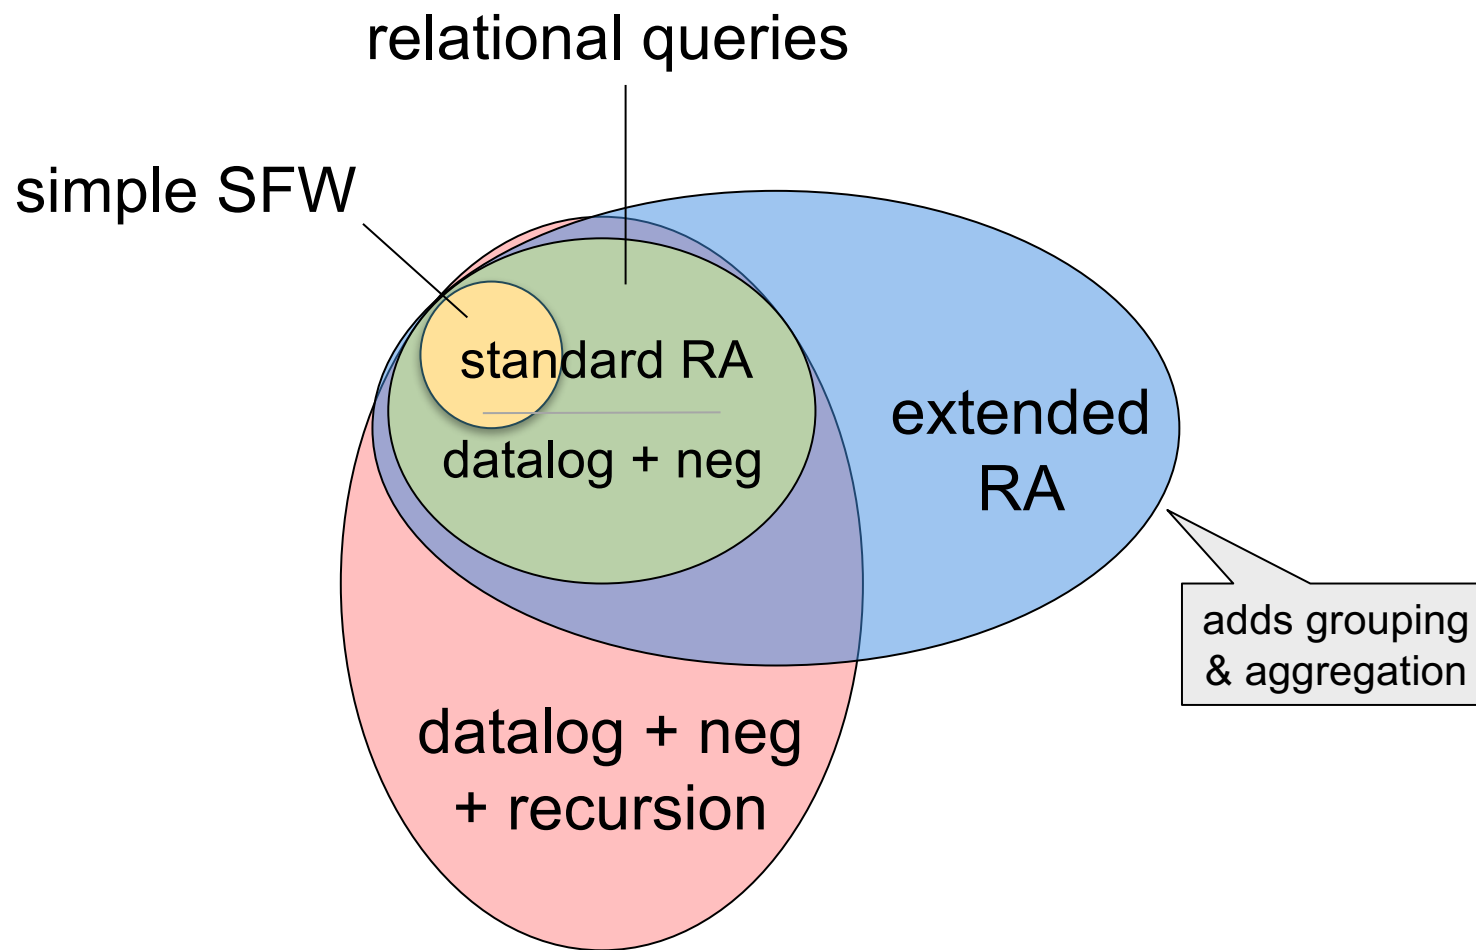 relational queries
simple SFW
standard RA
datalog + neg
extended
RA
adds grouping
& aggregation
datalog + neg
+ recursion